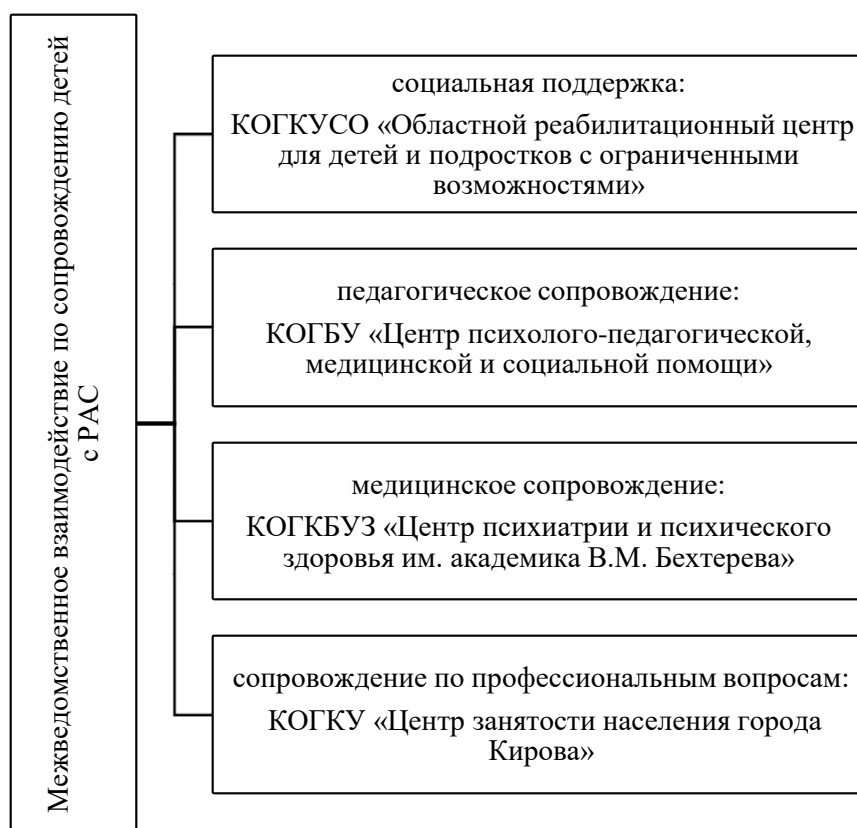 Межведомственное взаимодействие по сопровождению детей
с РАС
социальная поддержка:
КОГКУСО «Областной реабилитационный центр
для детей и подростков с ограниченными
возможностями»
педагогическое сопровождение:
КОГБУ «Центр психолого-педагогической,
медицинской и социальной помощи»
медицинское сопровождение:
КОГКБУЗ «Центр психиатрии и психического
здоровья им. академика В.М. Бехтерева»
сопровождение по профессиональным вопросам:
КОГКУ «Центр занятости населения города
Кирова»